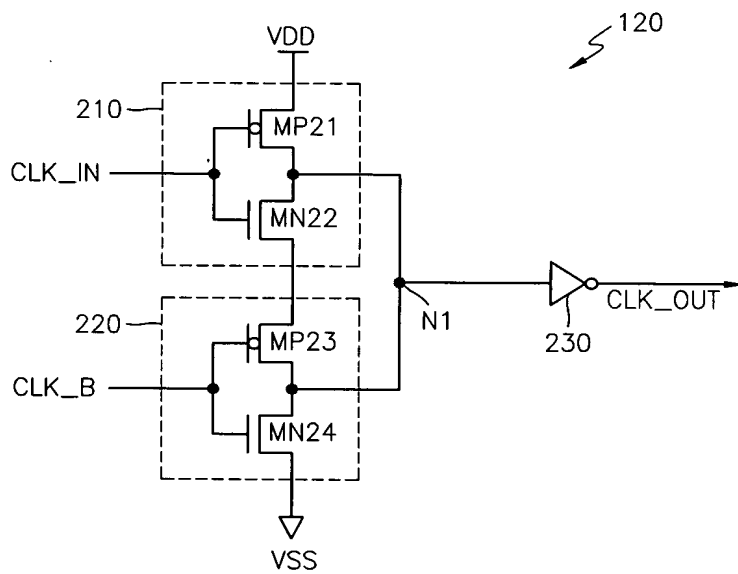 120
VDD
210
MP21
CLK_IN
MN22
N1
CLK_OUT
230
220
MP23
CLK_B
MN24
VSS